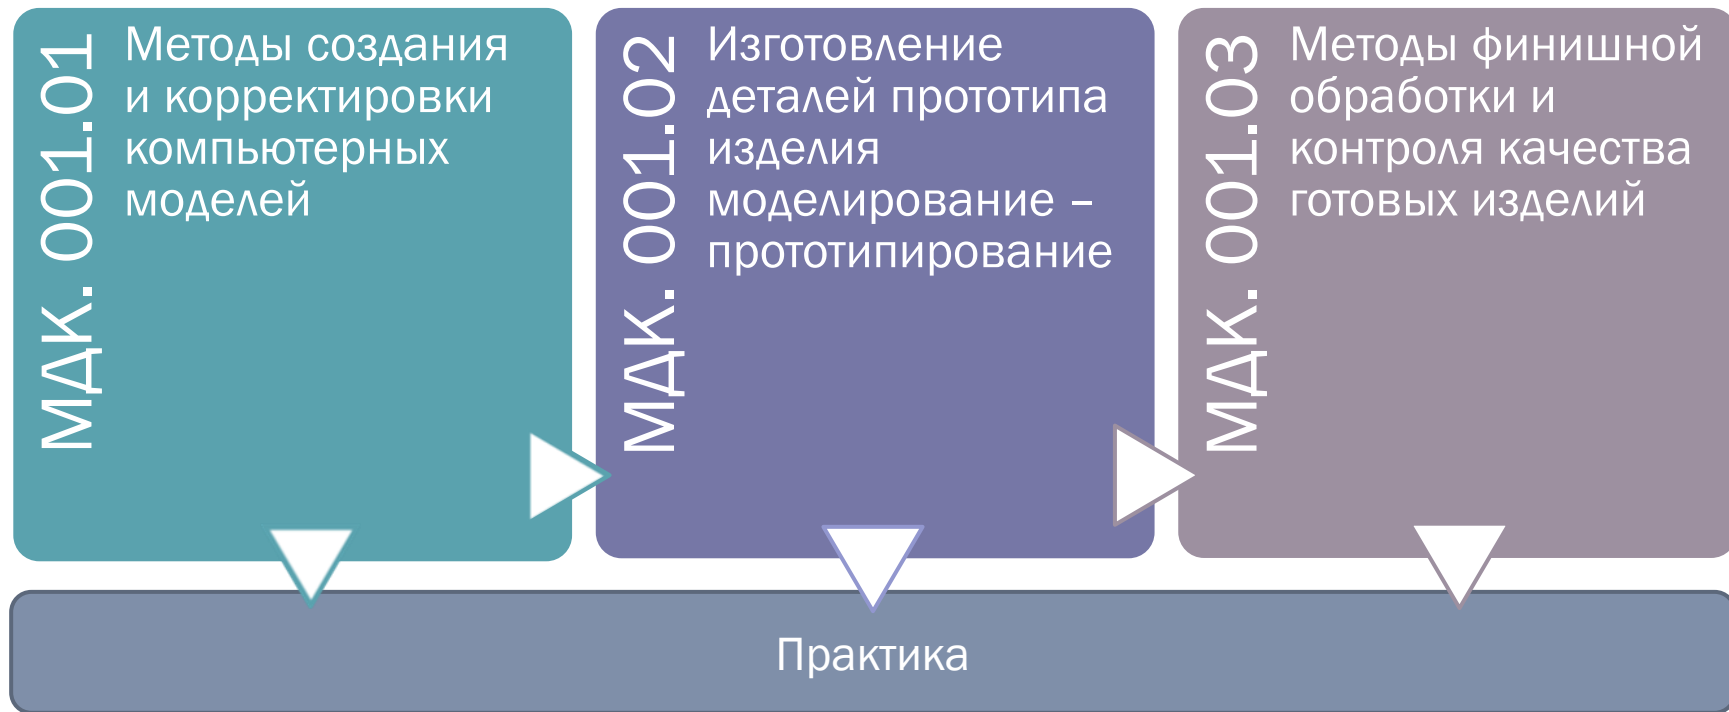 МДК. 001.01
Методы создания
и корректировки
компьютерных
моделей
МДК. 001.02
Изготовление
деталей прототипа
изделия
моделирование –
прототипирование
МДК. 001.03
Методы финишной
обработки и
контроля качества
готовых изделий
Практика